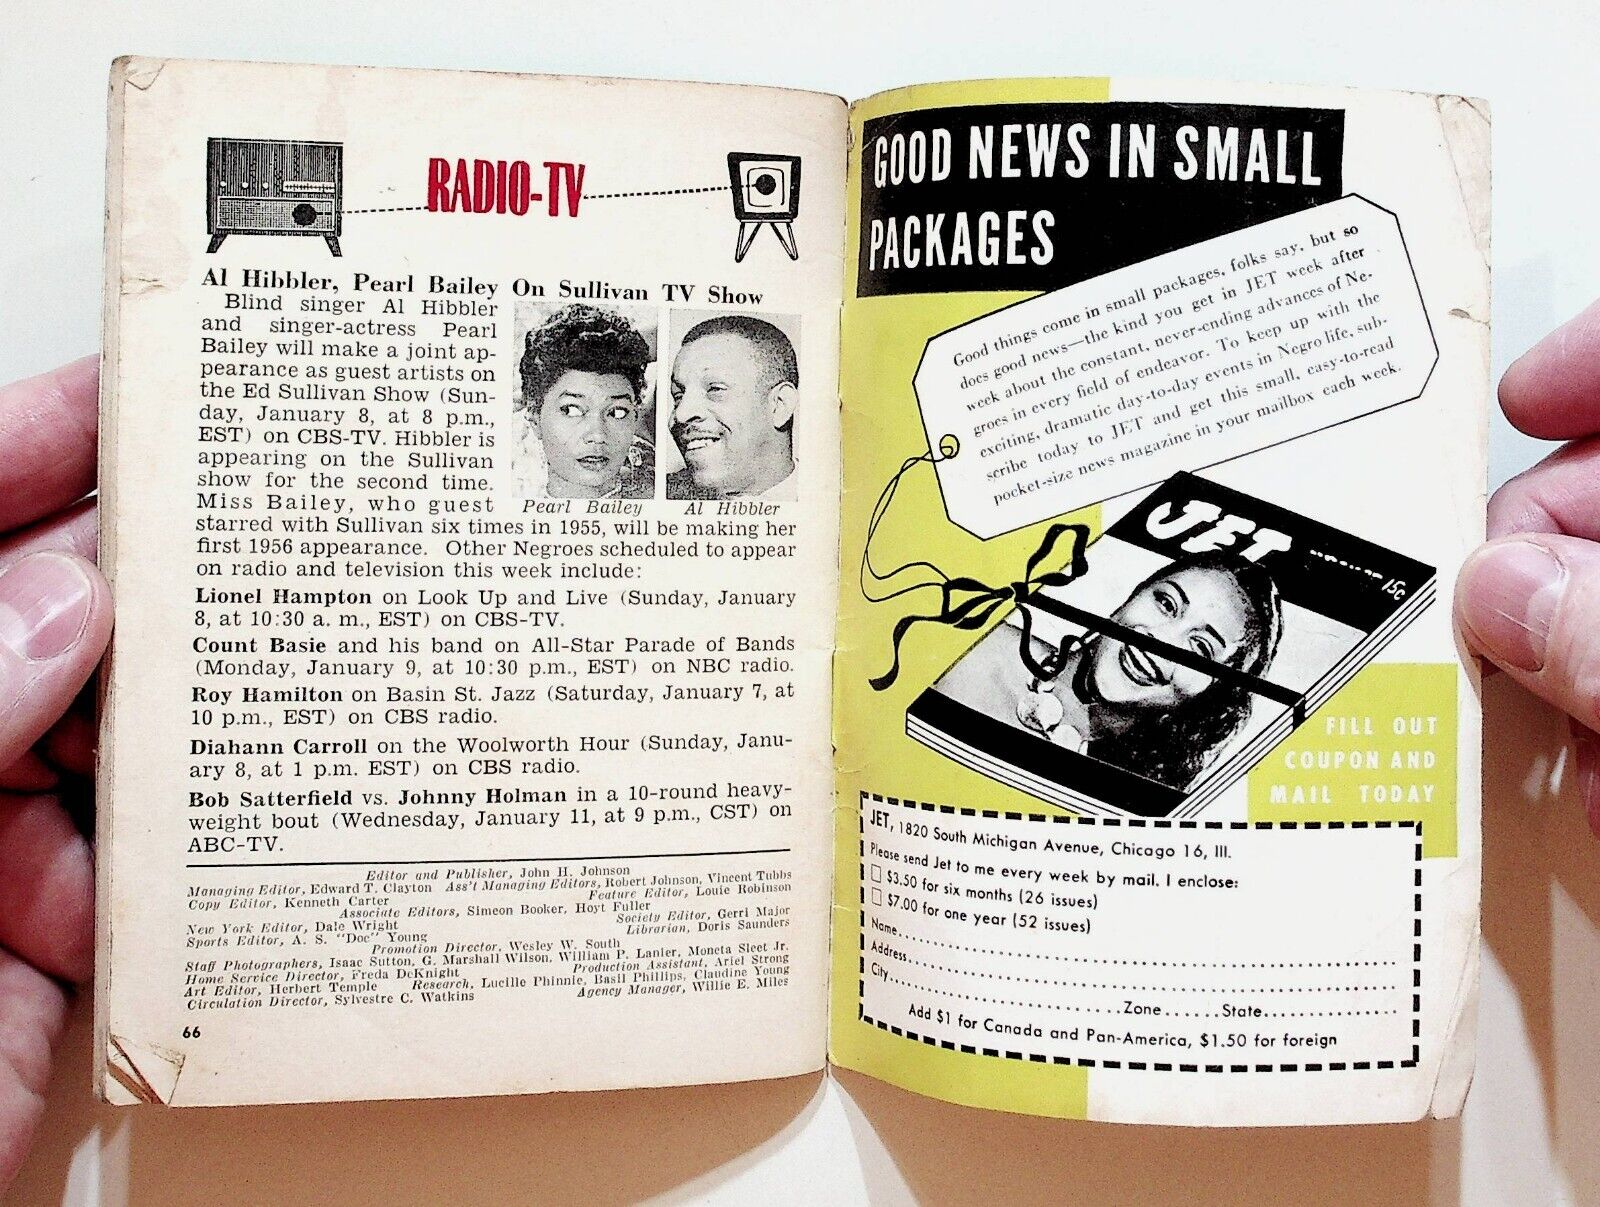 RADIO-TV
Al Hibbler, Pearl Bailey On Sullivan TV Show
Blind singer Al Hibbler
and singer-actress Pearl
Bailey will make a joint ap-
pearance as guest artists on
the Ed Sullivan Show (Sun-
day, January 8, at 8 p.m.,
EST) on CBS-TV. Hibbler is
appearing on the Sullivan
show for the second time.
Miss Bailey, who guest
Pearl Bailey Al Hibbler
starred with Sullivan six times in 1955, will be making her
first 1956 appearance. Other Negroes scheduled to appear
on radio and television this week include:
Lionel Hampton on Look Up and Live (Sunday, January
8, at 10:30 a. m., EST) on CBS-TV.
Count Basie and his band on All-Star Parade of Bands
(Monday, January 9, at 10:30 p.m., EST) on NBC radio.
Roy Hamilton on Basin St. Jazz (Saturday, January 7, at
10 p.m., EST) on CBS radio.
Diahann Carroll on the Woolworth Hour (Sunday, Janu-
ary 8, at 1 p.m. EST) on CBS radio.
Bob Satterfield vs. Johnny Holman in a 10-round heavy-
weight bout (Wednesday, January 11, at 9 p.m., CST) on
ABC-TV.
Editor and Publisher, John H. Johnson
Managing Editor, Edward T. Clayton Ass't Managing Editors, Robert Johnson, Vincent Tubbs
Copy Editor, Kenneth Carter Feature Editor, Louie Robinson
Associate Editors, Simeon Booker, Hoyt Fuller
New York Editor, Dale Wright Society Editor, Gerri Major
Sports Editor, A. S. "Doc" Young Librarian, Doris Saunders
Promotion Director, Wesley W. South
Staff Photographers, Isaac Sutton, G. Marshall Wilson, William P. Lanier, Moneta Sleet Jr.
Home Service Director, Freda DeKnight Production Assistant, Ariel Strong
Art Editor, Herbert Temple Research, Lucille Phinnie, Basil Phillips, Claudine Young
Circulation Director, Sylvestre C. Watkins Agency Manager, Willie E. Miles
66
GOOD NEWS IN SMALL
PACKAGES
Good things come in small packages, folks say, but so
does good news—the kind you get in JET week after
week about the constant, never-ending advances of Ne-
groes in every field of endeavor. To keep up with the
exciting, dramatic day-to-day events in Negro life, sub-
scribe today to JET and get this small, easy-to-read
pocket-size news magazine in your mailbox each week.
JET
15c
FILL OUT
COUPON AND
MAIL TODAY
JET, 1820 South Michigan Avenue, Chicago 16, Ill.
Please send Jet to me every week by mail. I enclose:
$3.50 for six months (26 issues)
$7.00 for one year (52 issues)
Name
Address
City Zone State
Add $1 for Canada and Pan-America, $1.50 for foreign